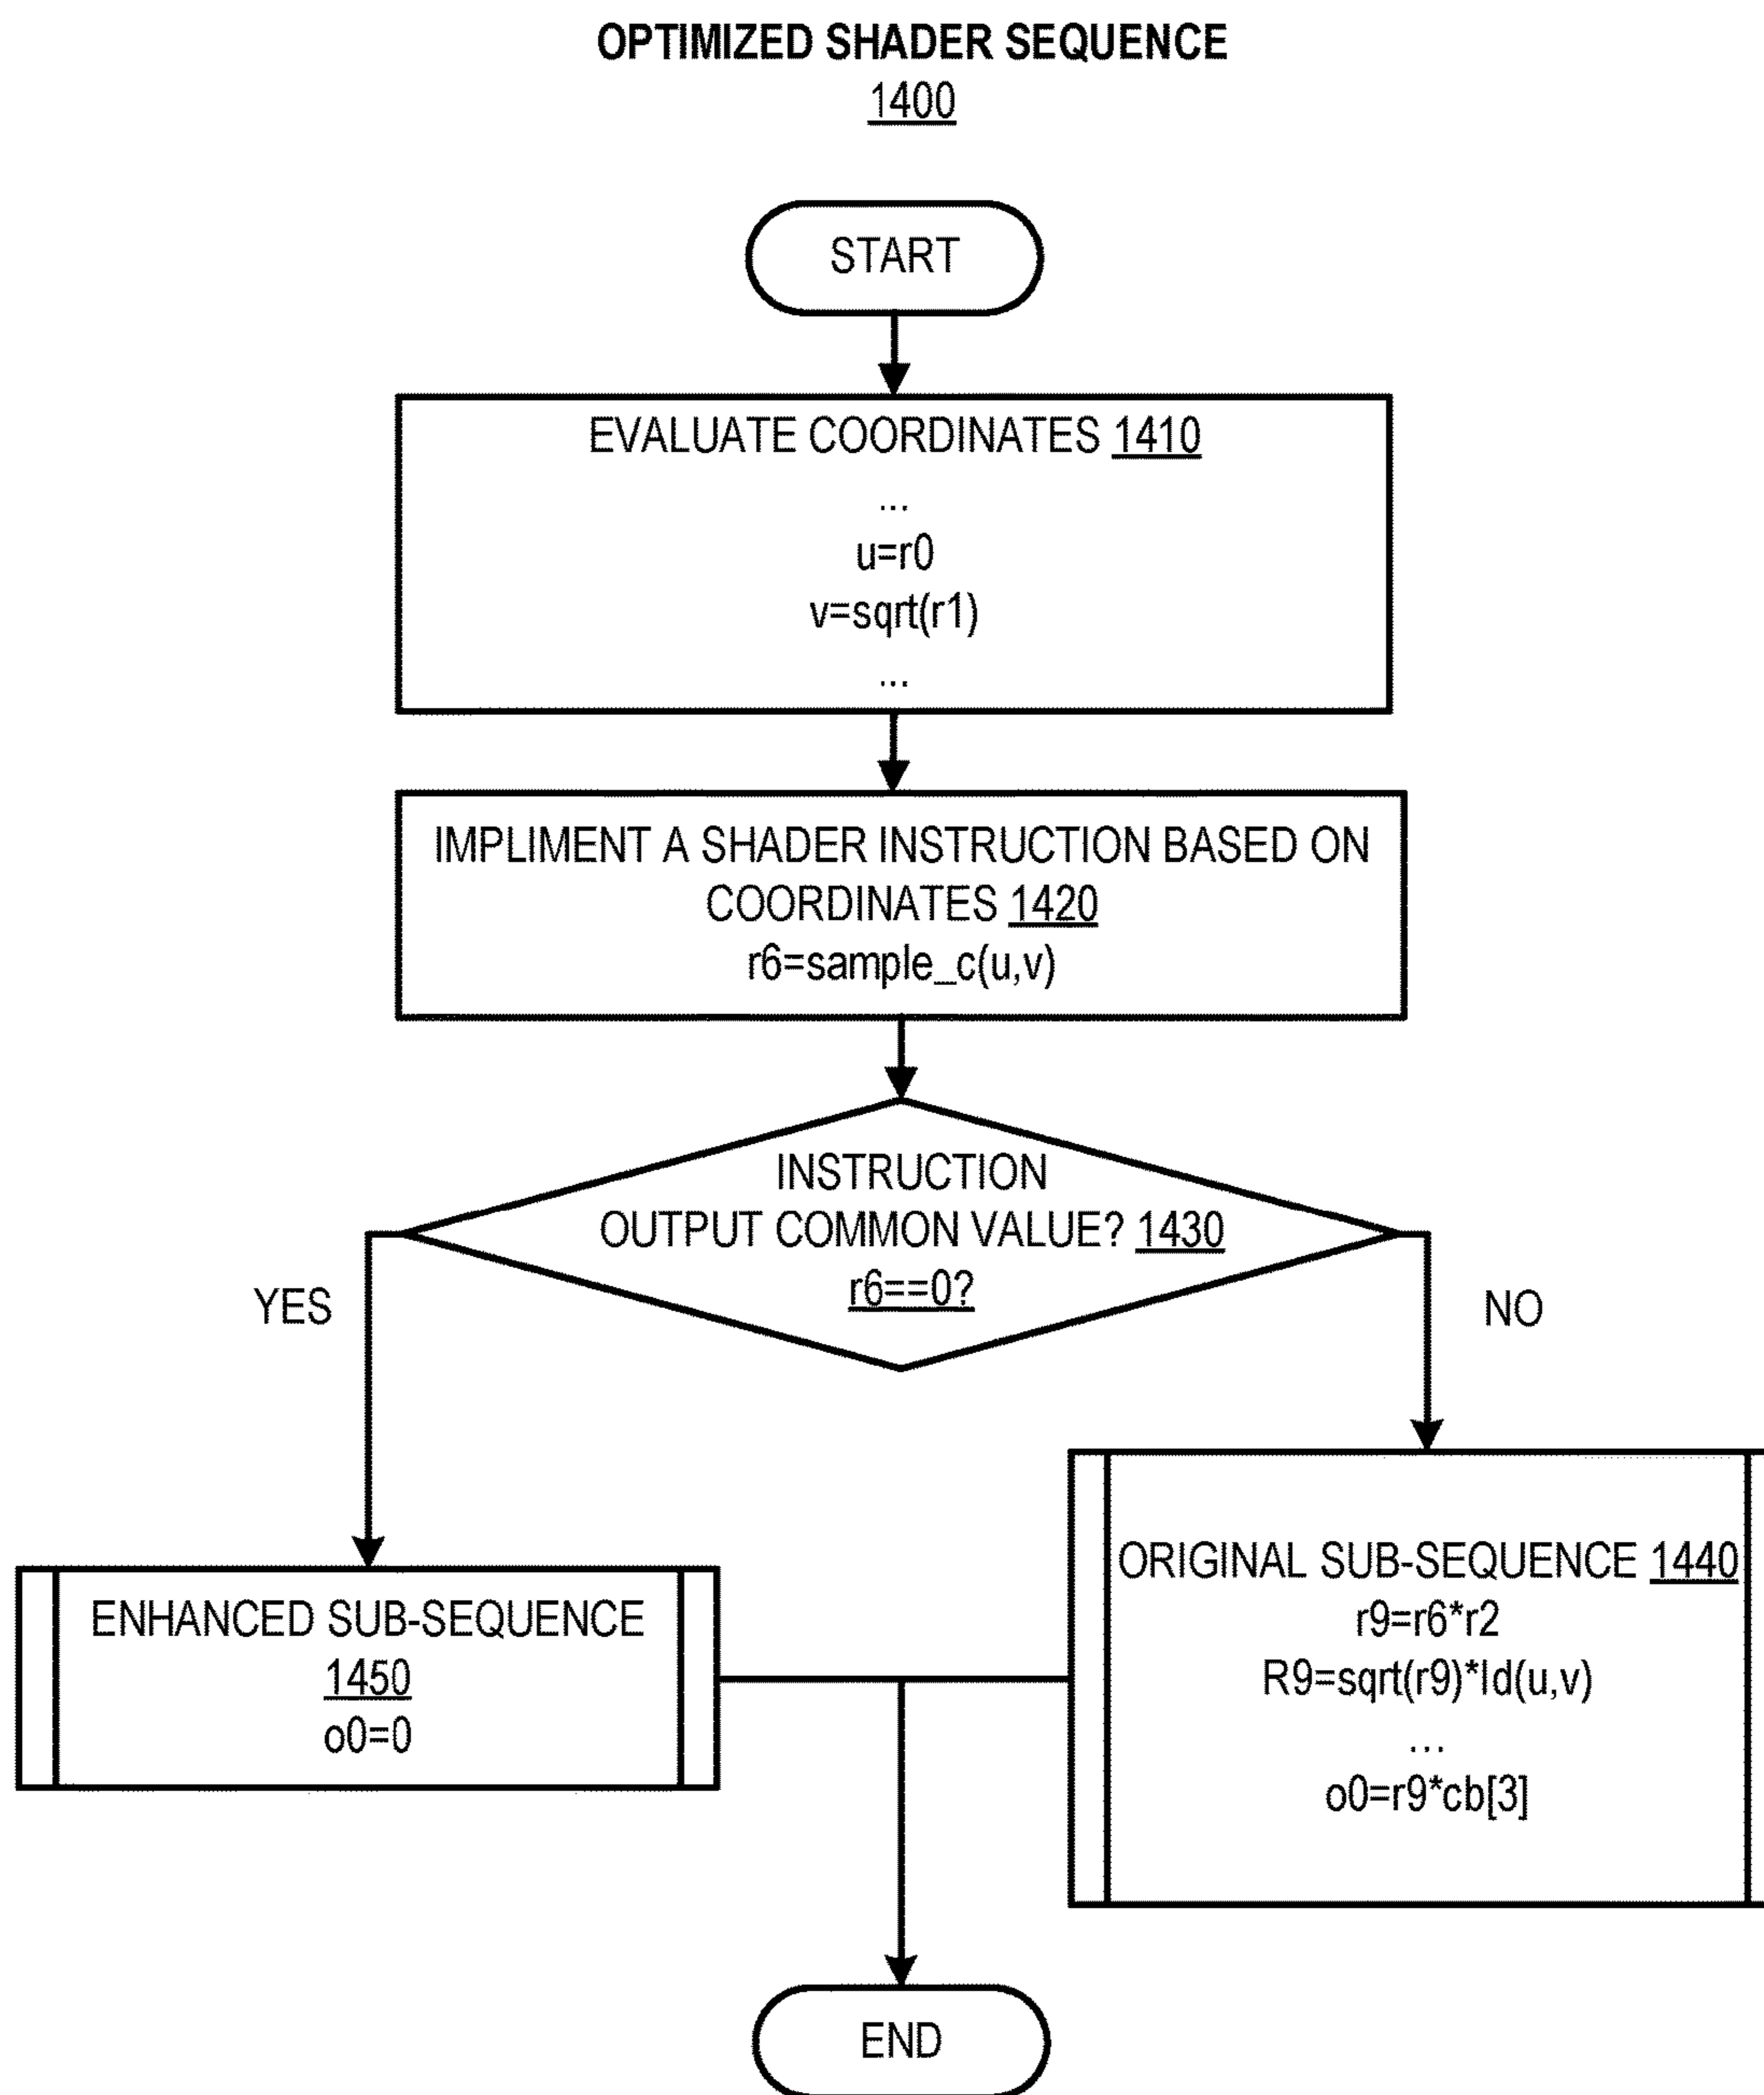 OPTIMIZED SHADER SEQUENCE
1400
START
EVALUATE COORDINATES 1410
...
u=r0
v=sqrt(r1)
...
IMPLIMENT A SHADER INSTRUCTION BASED ON
COORDINATES 1420
r6=sample_c(u,v)
INSTRUCTION
OUTPUT COMMON VALUE? 1430
r6==0?
YES
NO
ENHANCED SUB-SEQUENCE
1450
o0=0
ORIGINAL SUB-SEQUENCE 1440
r9=r6*r2
R9=sqrt(r9)*ld(u,v)
...
o0=r9*cb[3]
END